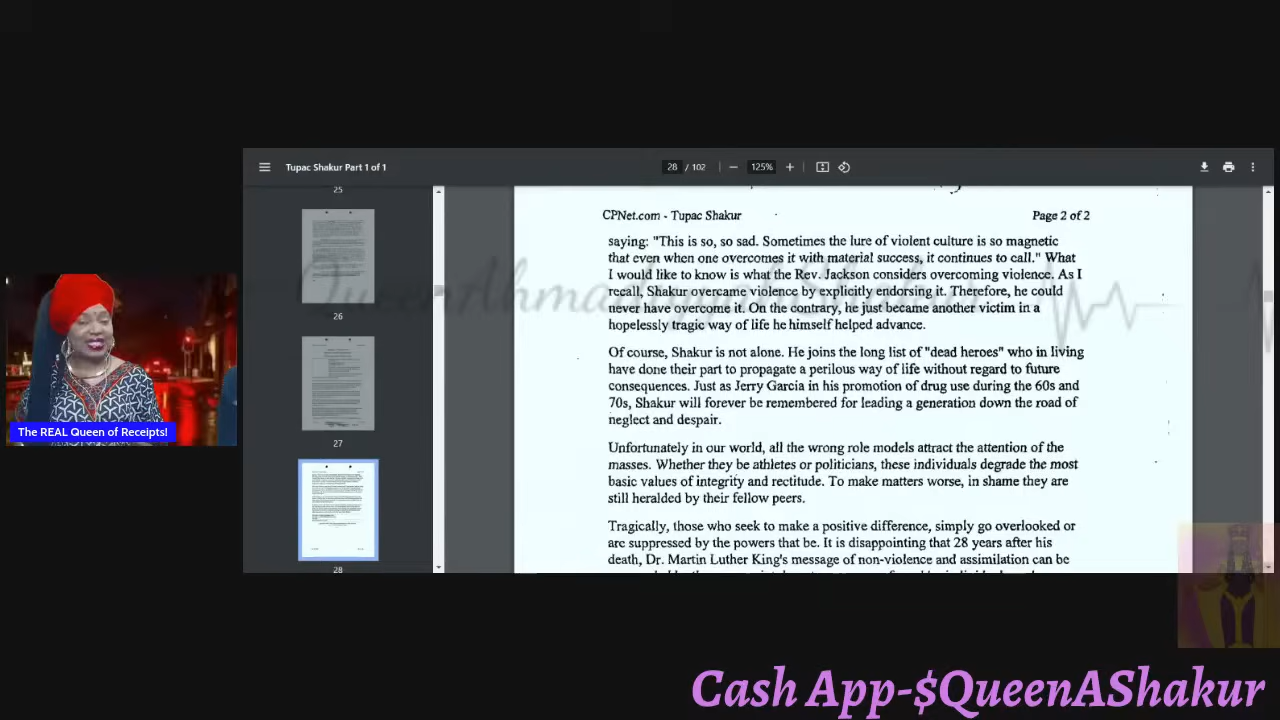 Tupac Shakur Part 1 of 1
28 / 102
125%
25
26
27
28
CPNet.com - Tupac Shakur
Page 2 of 2
saying: "This is so, so sad. Sometimes the lure of violent culture is so magnetic
that even when one overcomes it with material success, it continues to call." What
I would like to know is what the Rev. Jackson considers overcoming violence. As I
recall, Shakur overcame violence by explicitly endorsing it. Therefore, he could
never have overcome it. On the contrary, he just became another victim in a
hopelessly tragic way of life he himself helped advance.
Of course, Shakur is not alone. He joins the long list of "dead heroes" who in living
have done their part to propagate a perilous way of life without regard to future
consequences. Just as Jerry Garcia in his promotion of drug use during the 60s and
70s, Shakur will forever be remembered for leading a generation down the road of
neglect and despair.
Unfortunately in our world, all the wrong role models attract the attention of the
masses. Whether they be athletes or politicians, these individuals degrade the most
basic values of integrity and rectitude. To make matters worse, in shame they are
still heralded by their fellow peers.
Tragically, those who seek to make a positive difference, simply go overlooked or
are suppressed by the powers that be. It is disappointing that 28 years after his
death, Dr. Martin Luther King's message of non-violence and assimilation can be
The REAL Queen of Receipts!
Cash App-$QueenAShakur